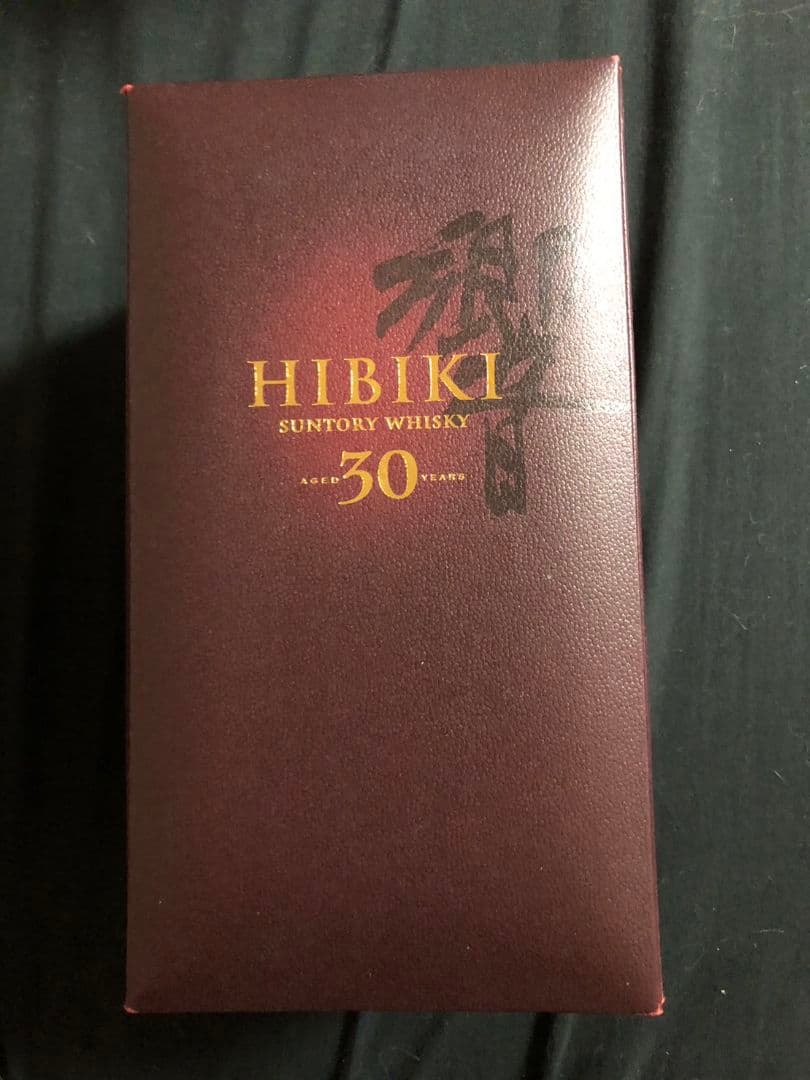 響
HIBIKI
SUNTORY WHISKY
AGED 30 YEARS